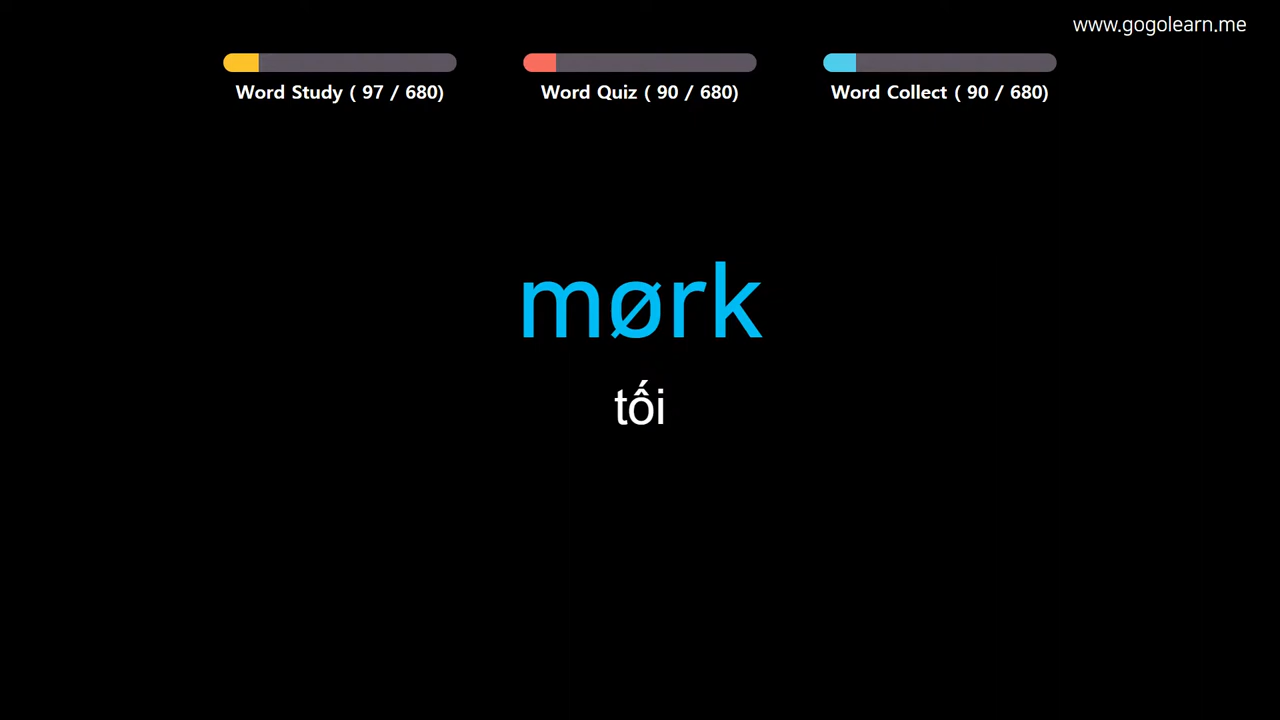 www.gogolearn.me
Word Study ( 97 / 680)
Word Quiz ( 90 / 680)
Word Collect ( 90 / 680)
mørk
tối